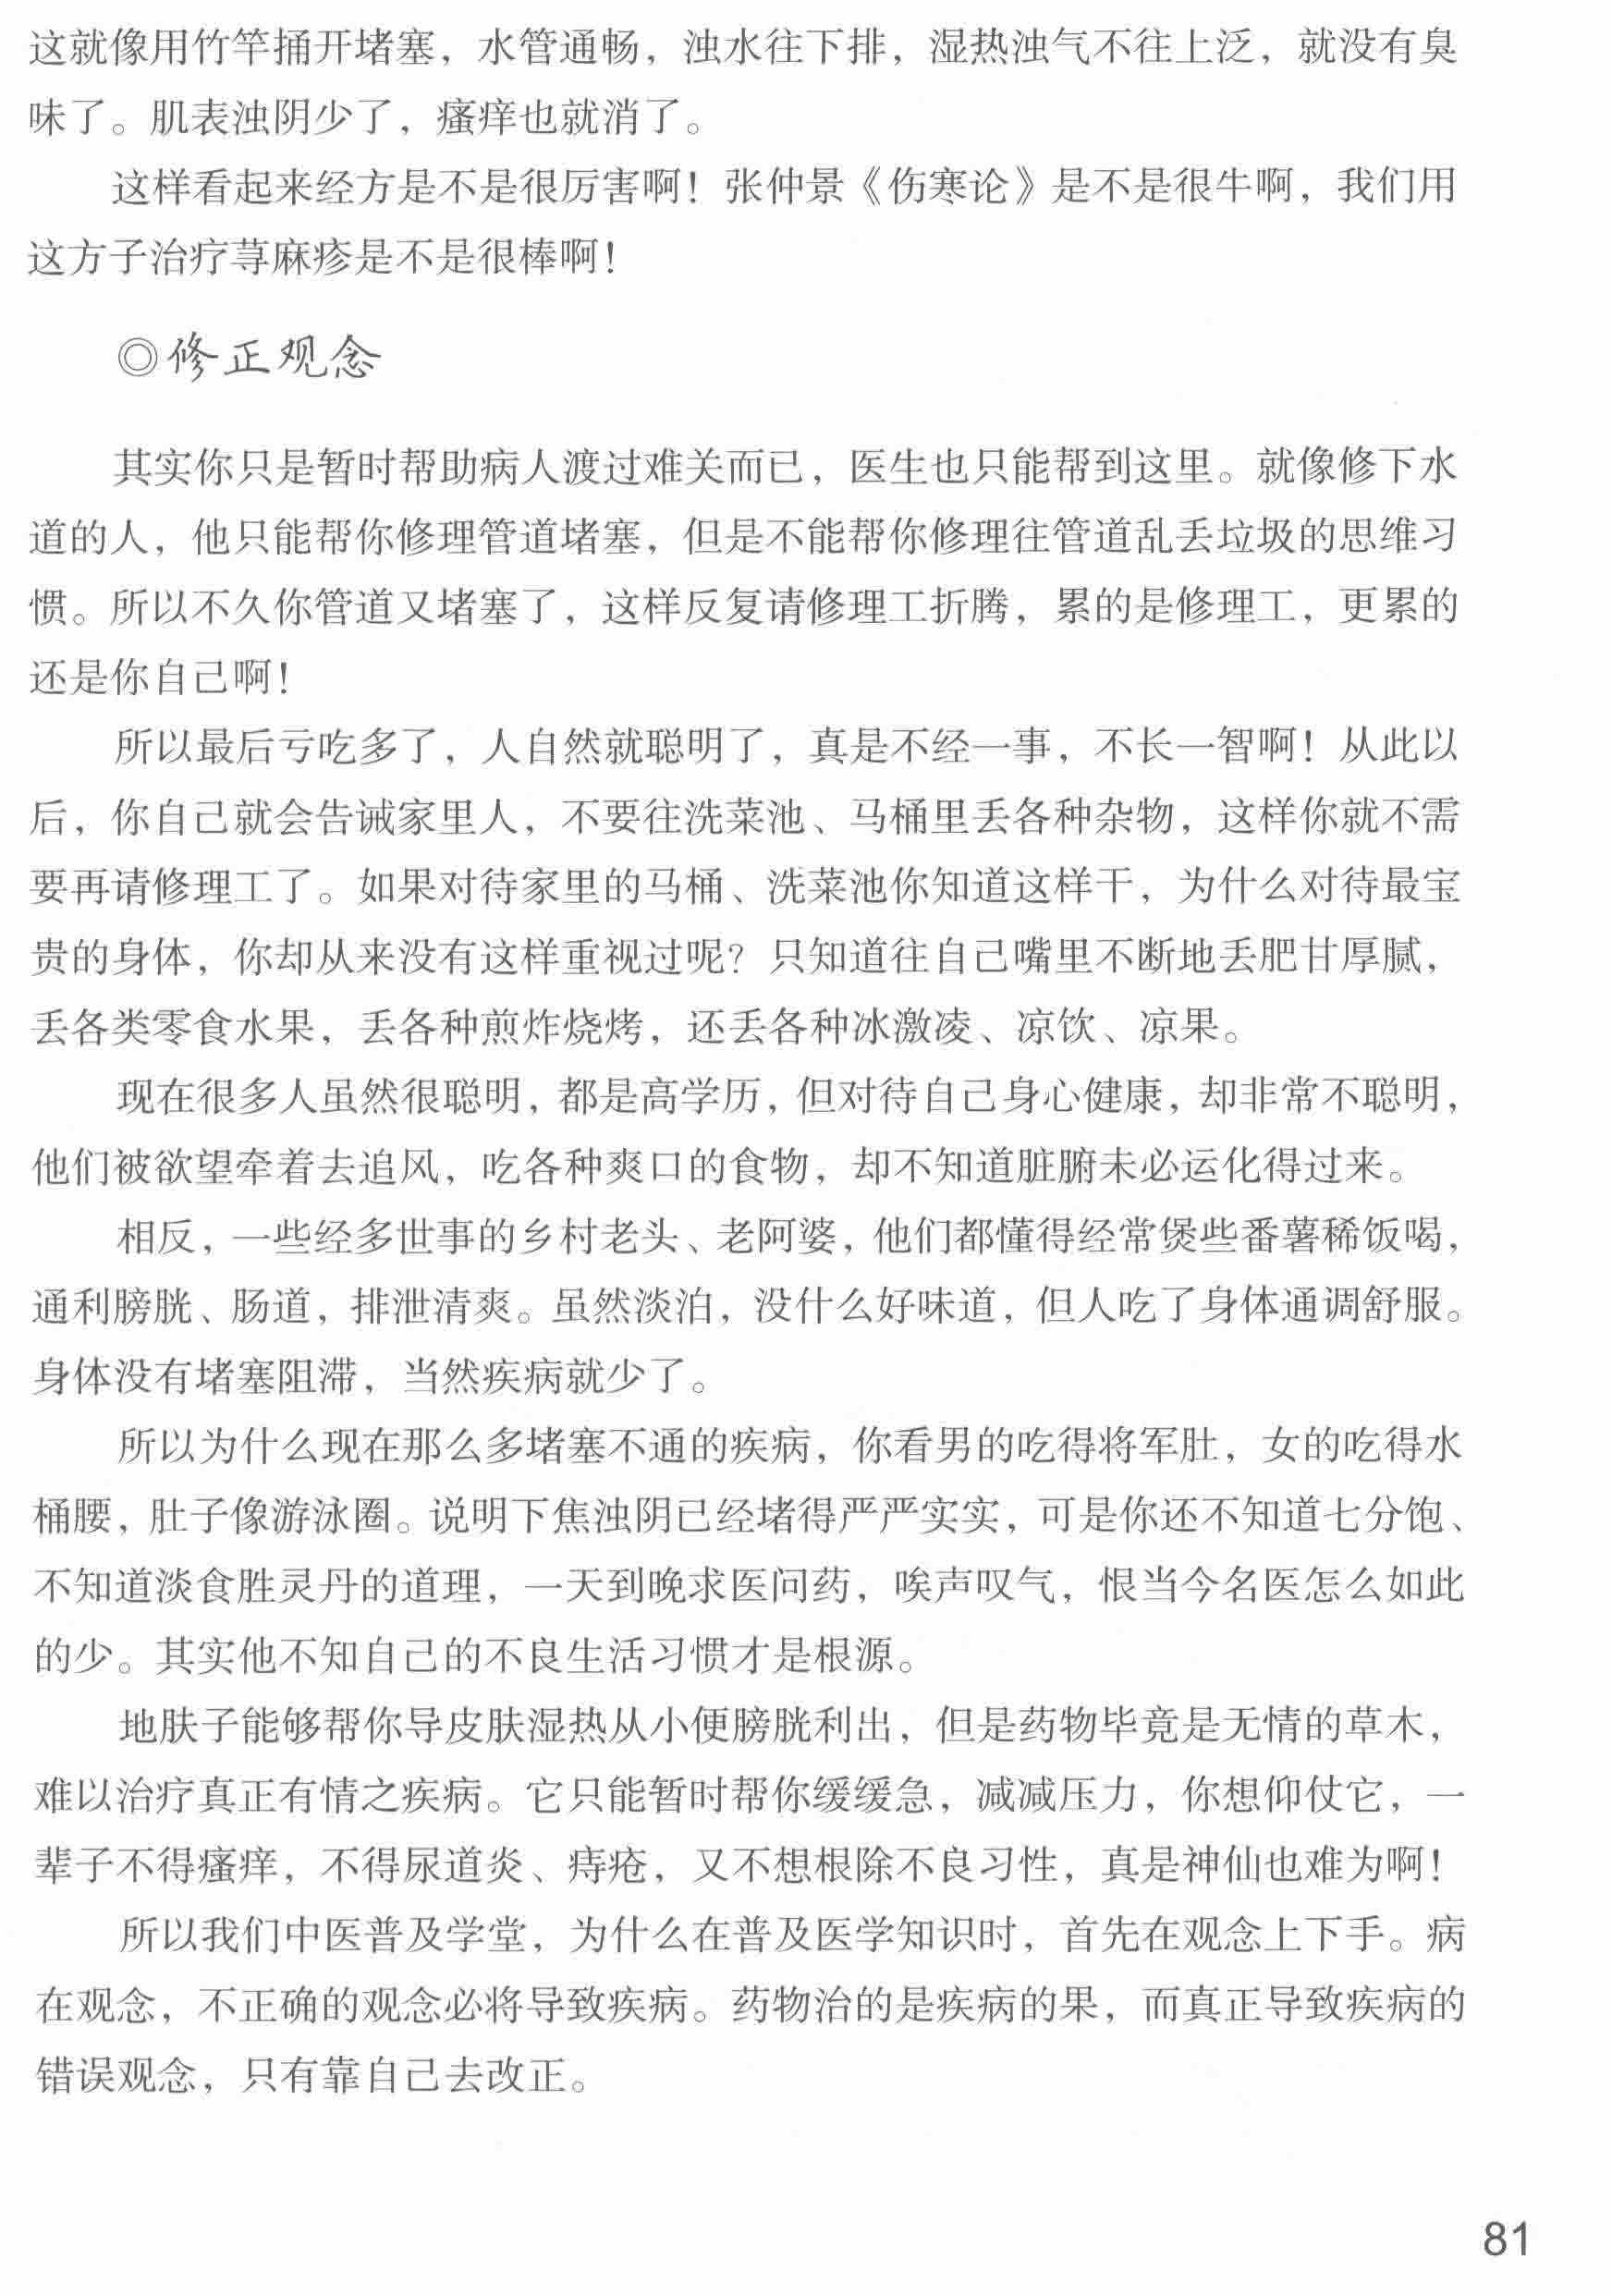 这就像用竹竿捅开堵塞，水管通畅，浊水往下排，湿热浊气不往上泛，就没有臭
味了。肌表浊阴少了，瘙痒也就消了。
这样看起来经方是不是很厉害啊！张仲景《伤寒论》是不是很牛啊，我们用
这方子治疗荨麻疹是不是很棒啊！
◎修正观念
其实你只是暂时帮助病人渡过难关而已，医生也只能帮到这里。就像修下水
道的人，他只能帮你修理管道堵塞，但是不能帮你修理往管道乱丢垃圾的思维习
惯。所以不久你管道又堵塞了，这样反复请修理工折腾，累的是修理工，更累的
还是你自己啊！
所以最后亏吃多了，人自然就聪明了，真是不经一事，不长一智啊！从此以
后，你自己就会告诫家里人，不要往洗菜池、马桶里丢各种杂物，这样你就不需
要再请修理工了。如果对待家里的马桶、洗菜池你知道这样干，为什么对待最宝
贵的身体，你却从来没有这样重视过呢？只知道往自己嘴里不断地丢肥甘厚腻，
丢各类零食水果，丢各种煎炸烧烤，还丢各种冰激凌、凉饮、凉果。
现在很多人虽然很聪明，都是高学历，但对待自己身心健康，却非常不聪明，
他们被欲望牵着去追风，吃各种爽口的食物，却不知道脏腑未必运化得过来。
相反，一些经多世事的乡村老头、老阿婆，他们都懂得经常煲些番薯稀饭喝，
通利膀胱、肠道，排泄清爽。虽然淡泊，没什么好味道，但人吃了身体通调舒服。
身体没有堵塞阻滞，当然疾病就少了。
所以为什么现在那么多堵塞不通的疾病，你看男的吃得将军肚，女的吃得水
桶腰，肚子像游泳圈。说明下焦浊阴已经堵得严严实实，可是你还不知道七分饱、
不知道淡食胜灵丹的道理，一天到晚求医问药，唉声叹气，恨当今名医怎么如此
的少。其实他不知自己的不良生活习惯才是根源。
地肤子能够帮你导皮肤湿热从小便膀胱利出，但是药物毕竟是无情的草木，
难以治疗真正有情之疾病。它只能暂时帮你缓缓急，减减压力，你想仰仗它，一
辈子不得瘙痒，不得尿道炎、痔疮，又不想根除不良习性，真是神仙也难为啊！
所以我们中医普及学堂，为什么在普及医学知识时，首先在观念上下手。病
在观念，不正确的观念必将导致疾病。药物治的是疾病的果，而真正导致疾病的
错误观念，只有靠自己去改正。
81